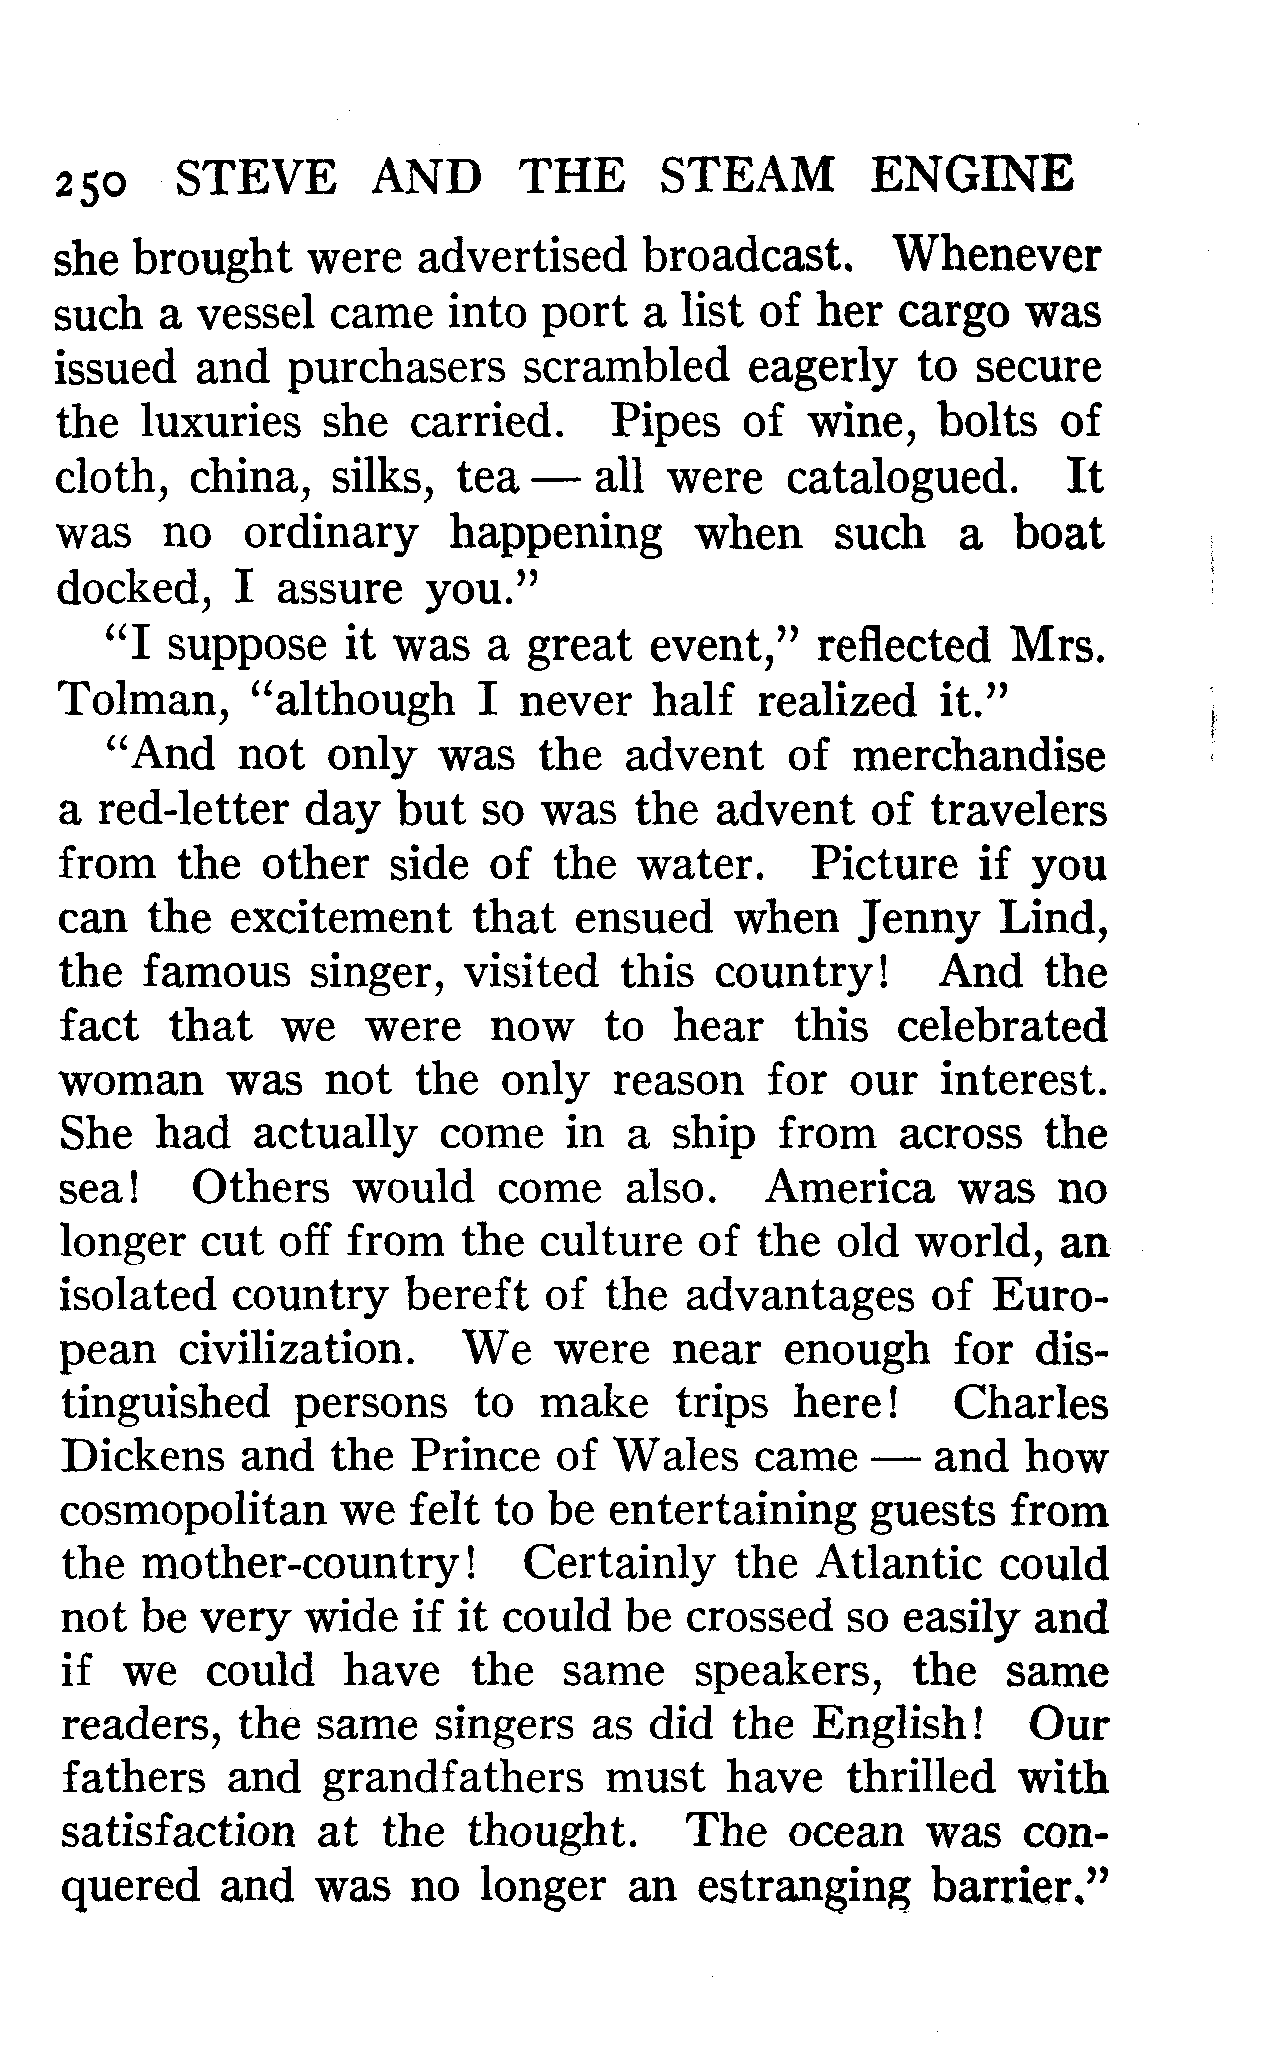 250 STEVE AND THE STEAM ENGINE
she brought were advertised broadcast. Whenever
such a vessel came into port a list of her cargo was
issued and purchasers scrambled eagerly to secure
the luxuries she carried. Pipes of wine, bolts of
cloth, china, silks, tea — all were catalogued. It
was no ordinary happening when such a boat
docked, I assure you."
"I suppose it was a great event," reflected Mrs.
Tolman, "although I never half realized it."
"And not only was the advent of merchandise
a red-letter day but so was the advent of travelers
from the other side of the water. Picture if you
can the excitement that ensued when Jenny Lind,
the famous singer, visited this country! And the
fact that we were now to hear this celebrated
woman was not the only reason for our interest.
She had actually come in a ship from across the
sea! Others would come also. America was no
longer cut off from the culture of the old world, an
isolated country bereft of the advantages of Euro-
pean civilization. We were near enough for dis-
tinguished persons to make trips here! Charles
Dickens and the Prince of Wales came — and how
cosmopolitan we felt to be entertaining guests from
the mother-country! Certainly the Atlantic could
not be very wide if it could be crossed so easily and
if we could have the same speakers, the same
readers, the same singers as did the English! Our
fathers and grandfathers must have thrilled with
satisfaction at the thought. The ocean was con-
quered and was no longer an estranging barrier."